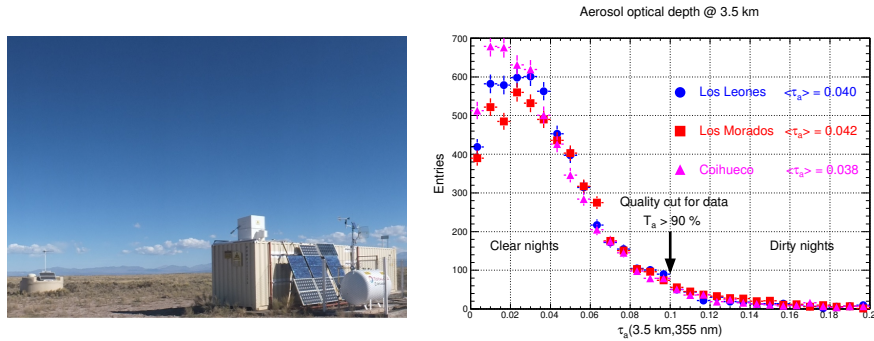 Aerosol optical depth @ 3.5 km
Entries
700
600
500
400
300
200
100
0
Los Leones <τa> = 0.040
Los Morados <τa> = 0.042
Coihueco <τa> = 0.038
Quality cut for data
Ta > 90 %
Clear nights
Dirty nights
0 0.02 0.04 0.06 0.08 0.1 0.12 0.14 0.16 0.18 0.2
τa(3.5 km,355 nm)